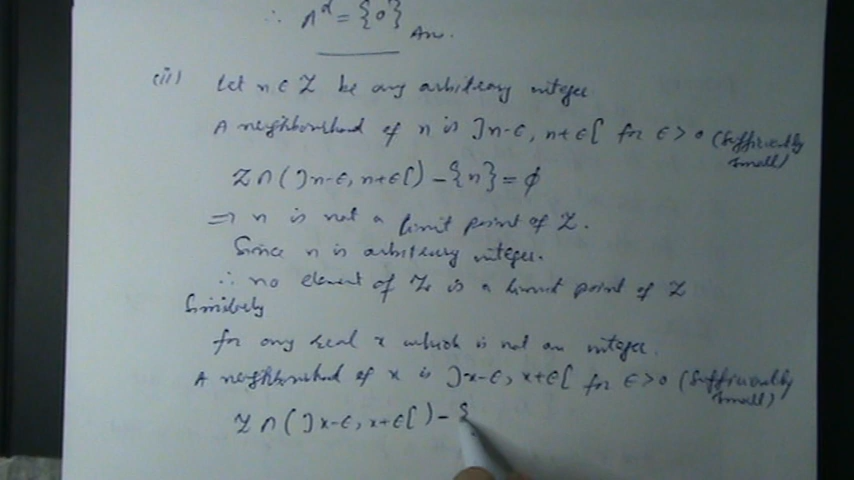 ∴ A^d = {0} Ans.
(ii) Let n ∈ Z be any arbitrary integer
A neighbourhood of n is ]n-ε, n+ε[ for ε > 0 (Sufficiently small)
Z ∩ (]n-ε, n+ε[) - {n} = φ
⇒ n is not a limit point of Z.
Since n is arbitrary integer.
∴ no element of Z is a limit point of Z
Similarly
for any real x which is not an integer.
A neighbourhood of x is ]x-ε, x+ε[ for ε > 0 (Sufficiently small)
Z ∩ (]x-ε, x+ε[) - {